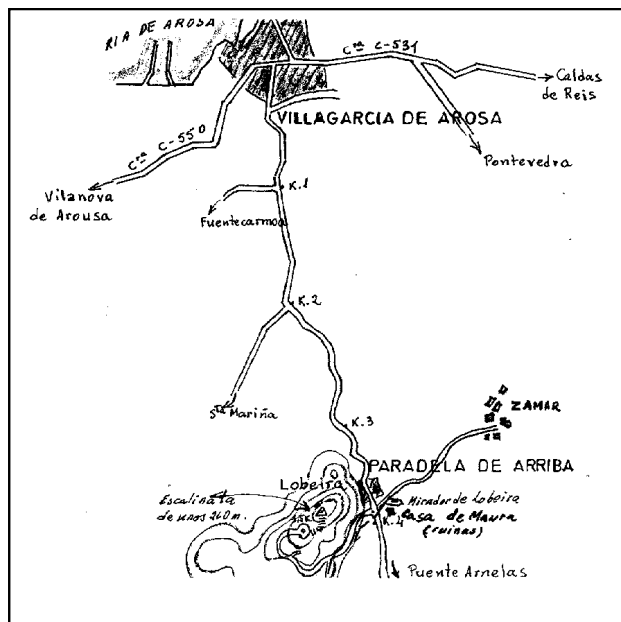 RIA DE AROSA
Cra C-531
Caldas
de Reis
VILLAGARCIA DE AROSA
Cra C-550
Pontevedra
Vilanova
de Arousa
K.1
Fuentecarmoa
K.2
Sta Mariña
K.3
ZAMAR
PARADELA DE ARRIBA
Lobeira
Escalinata
de unos 240 m.
Mirador de Lobeira
Casa de Maura
(ruinas)
K.4
Puente Arnelas